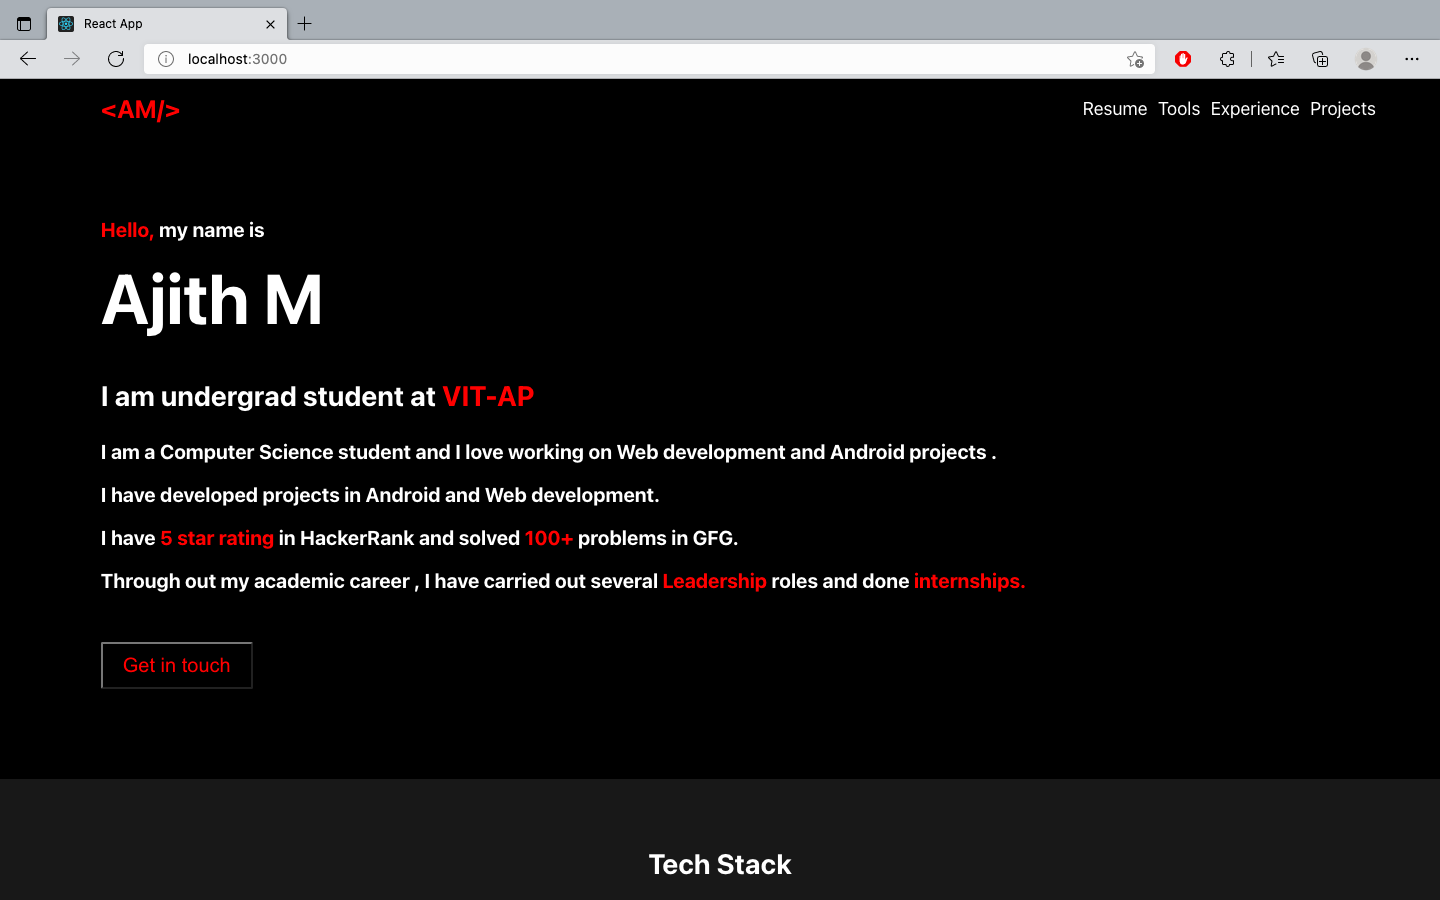 React App
localhost:3000
<AM/>
Resume Tools Experience Projects
Hello, my name is
Ajith M
I am undergrad student at VIT-AP
I am a Computer Science student and I love working on Web development and Android projects .
I have developed projects in Android and Web development.
I have 5 star rating in HackerRank and solved 100+ problems in GFG.
Through out my academic career , I have carried out several Leadership roles and done internships.
Get in touch
Tech Stack